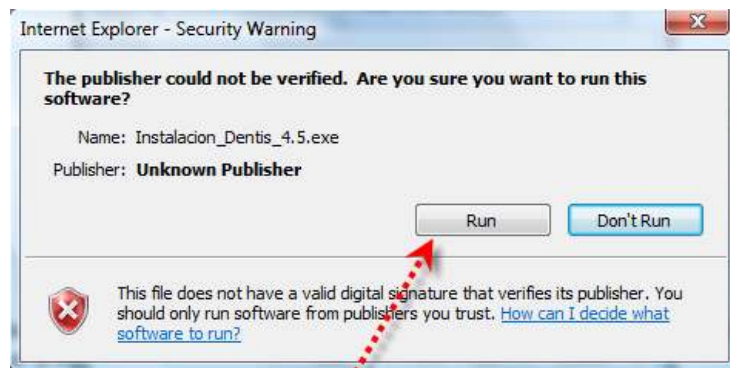 Internet Explorer - Security Warning
The publisher could not be verified.  Are you sure you want to run this
software?
Name: Instalacion_Dentis_4.5.exe
Publisher: Unknown Publisher
Run
Don't Run
This file does not have a valid digital signature that verifies its publisher. You
should only run software from publishers you trust. How can I decide what
software to run?